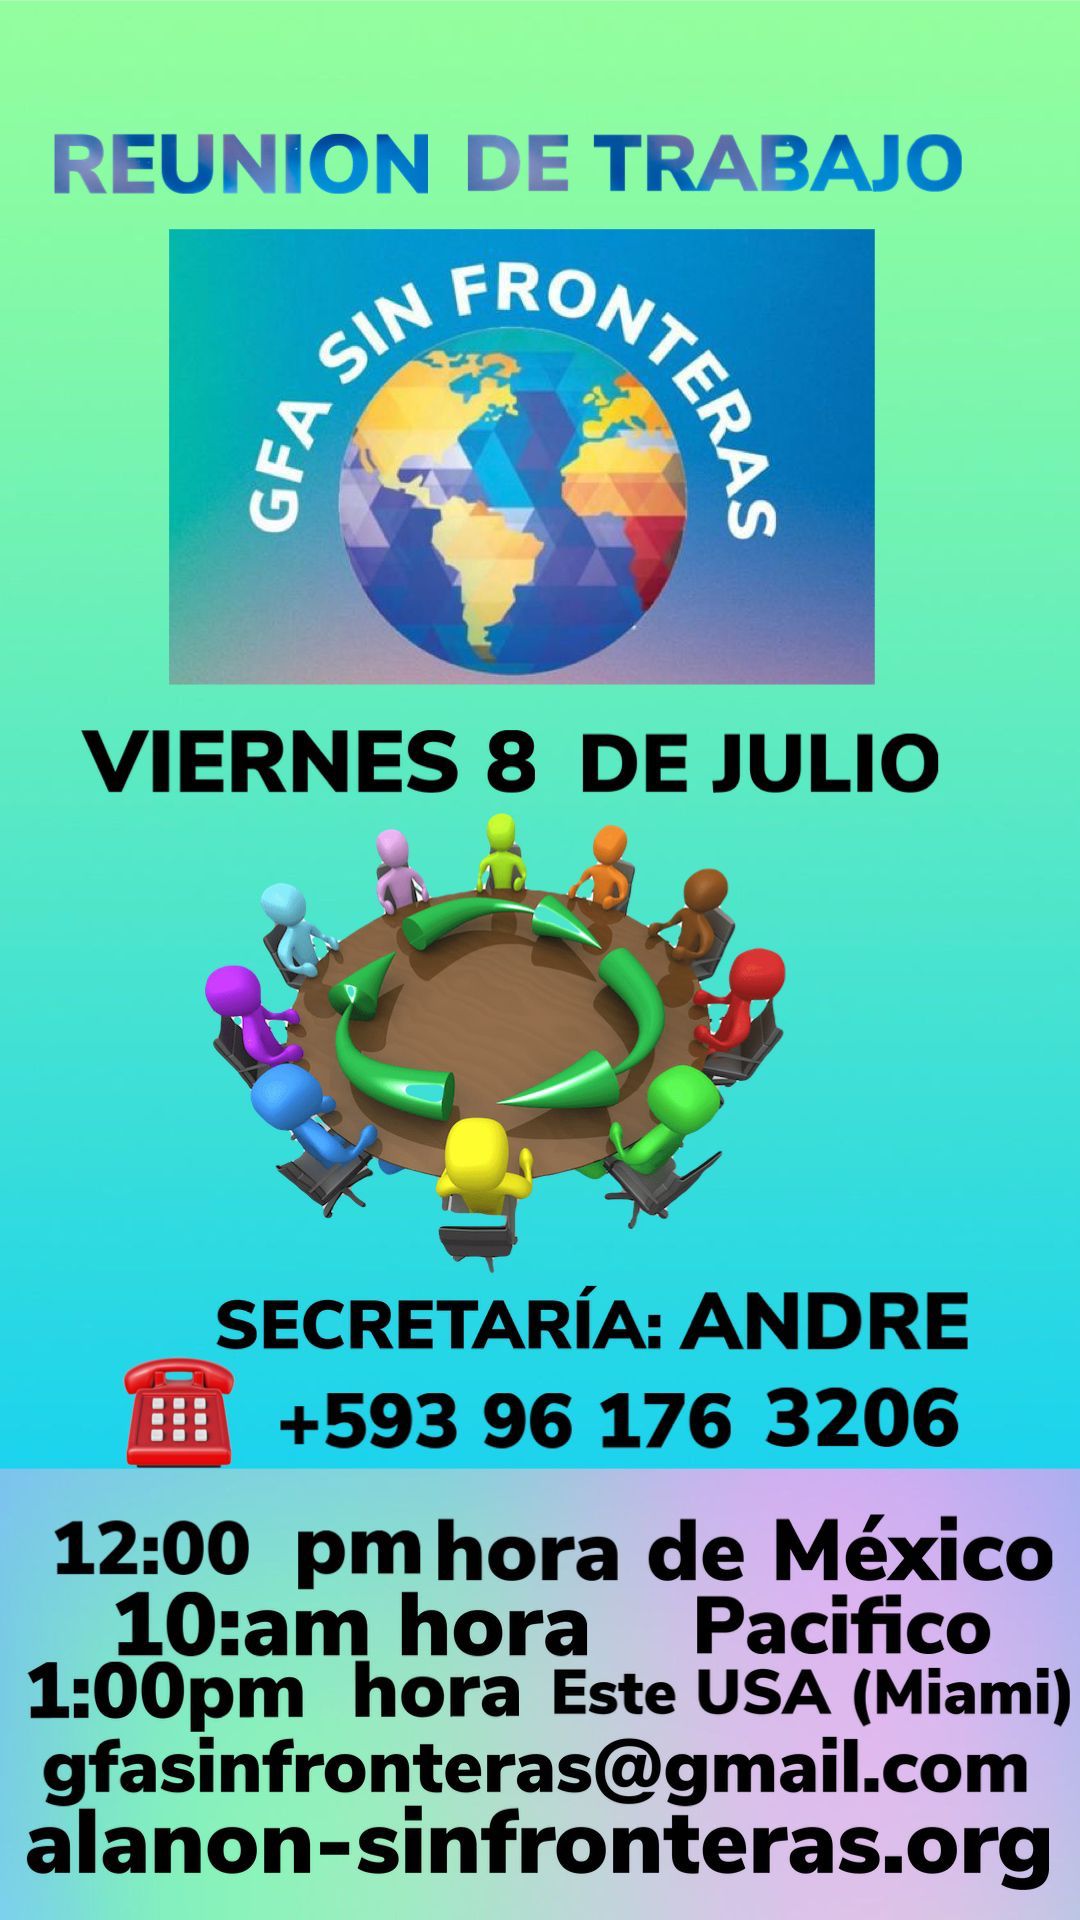 REUNION DE TRABAJO
GFA SIN FRONTERAS
VIERNES 8 DE JULIO
SECRETARÍA: ANDRE
+593 96 176 3206
12:00 pm hora de México
10:am hora Pacifico
1:00pm hora Este USA (Miami)
gfasinfronteras@gmail.com
alanon-sinfronteras.org